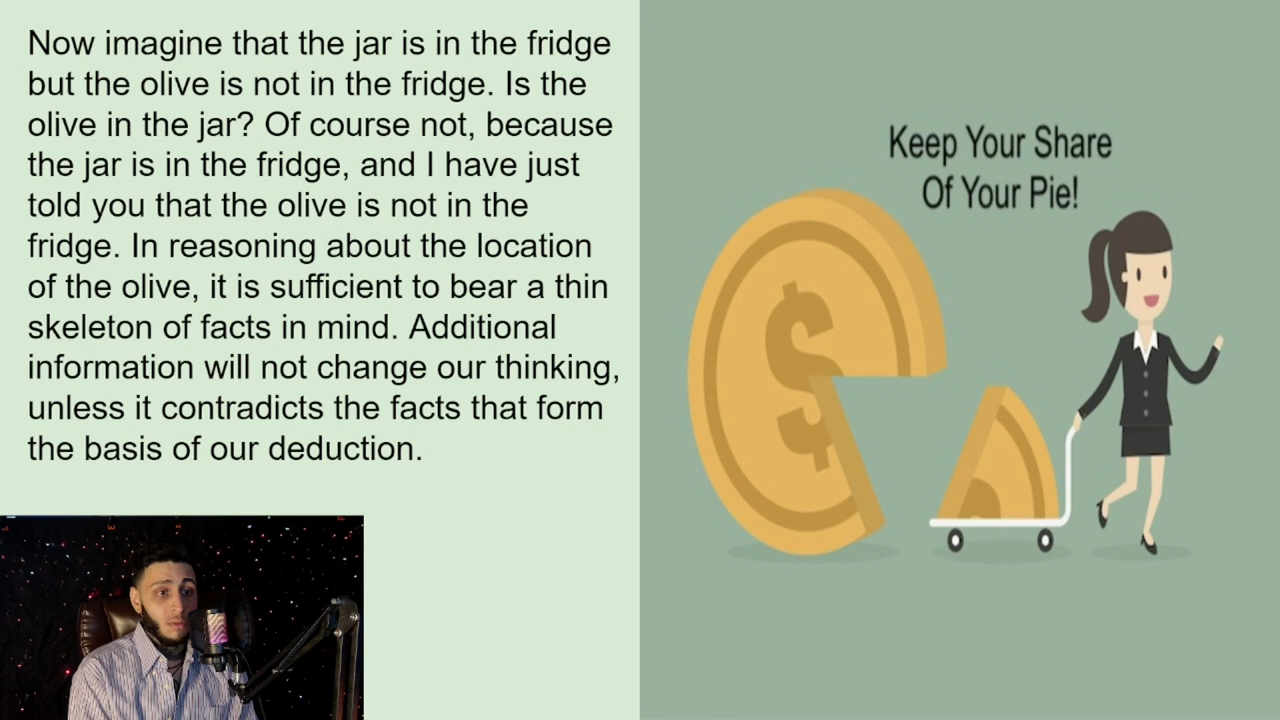 Now imagine that the jar is in the fridge
but the olive is not in the fridge. Is the
olive in the jar? Of course not, because
the jar is in the fridge, and I have just
told you that the olive is not in the
fridge. In reasoning about the location
of the olive, it is sufficient to bear a thin
skeleton of facts in mind. Additional
information will not change our thinking,
unless it contradicts the facts that form
the basis of our deduction.
Keep Your Share
Of Your Pie!
$